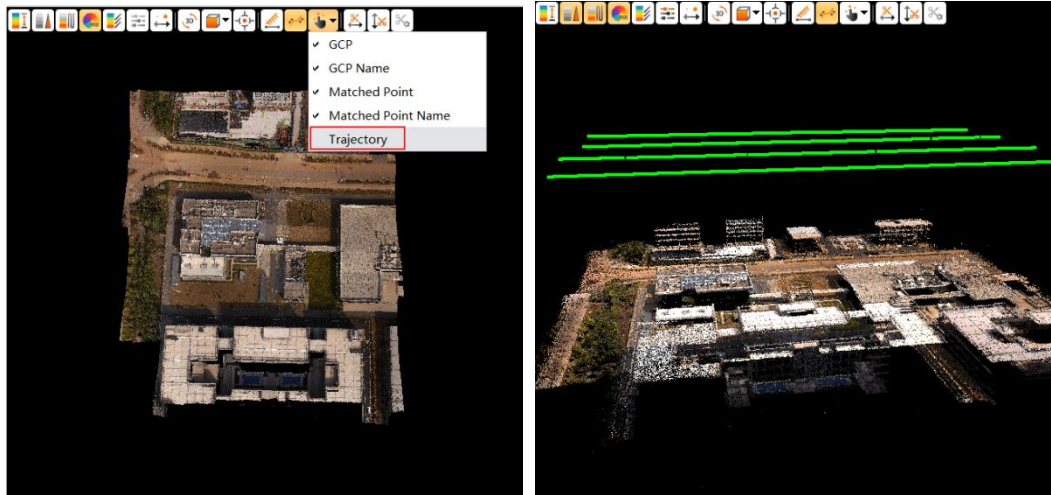 GCP
GCP Name
Matched Point
Matched Point Name
Trajectory